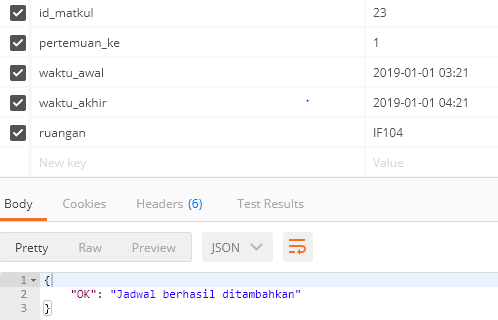 id_matkul 23
pertemuan_ke 1
waktu_awal 2019-01-01 03:21
waktu_akhir 2019-01-01 04:21
ruangan IF104
New key Value
Body Cookies Headers (6) Test Results
Pretty Raw Preview JSON
1 {
2 "OK": "Jadwal berhasil ditambahkan"
3 }